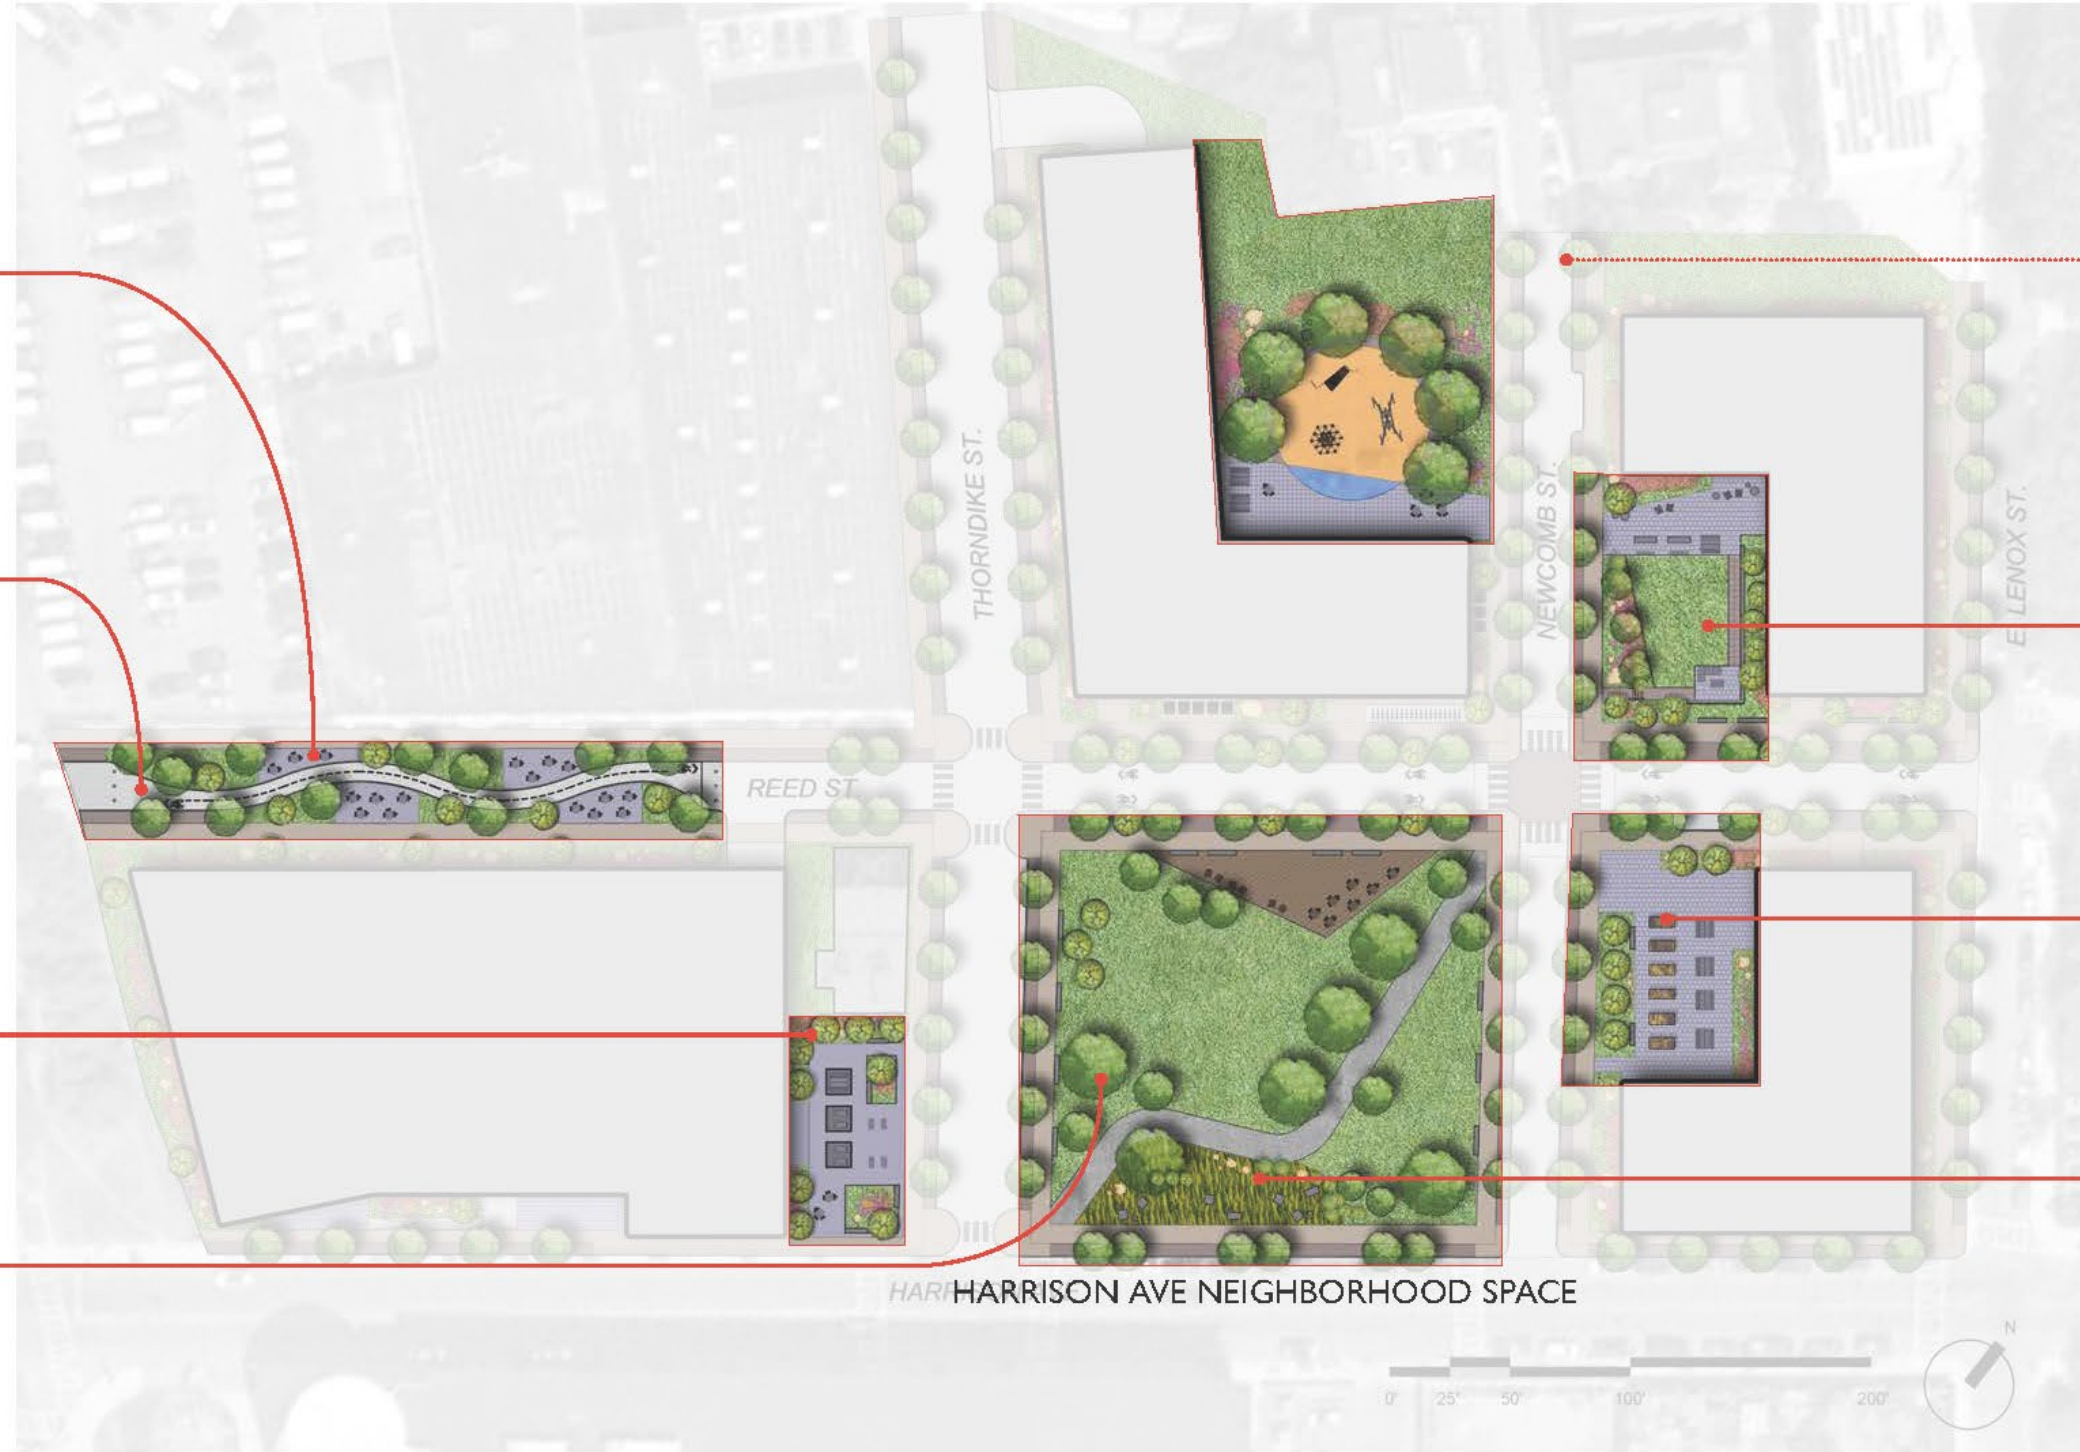 THORNDIKE ST.
NEWCOMB ST.
E LENOX ST.
REED ST.
HARRISON AVE NEIGHBORHOOD SPACE
N
0' 25' 50' 100' 200'